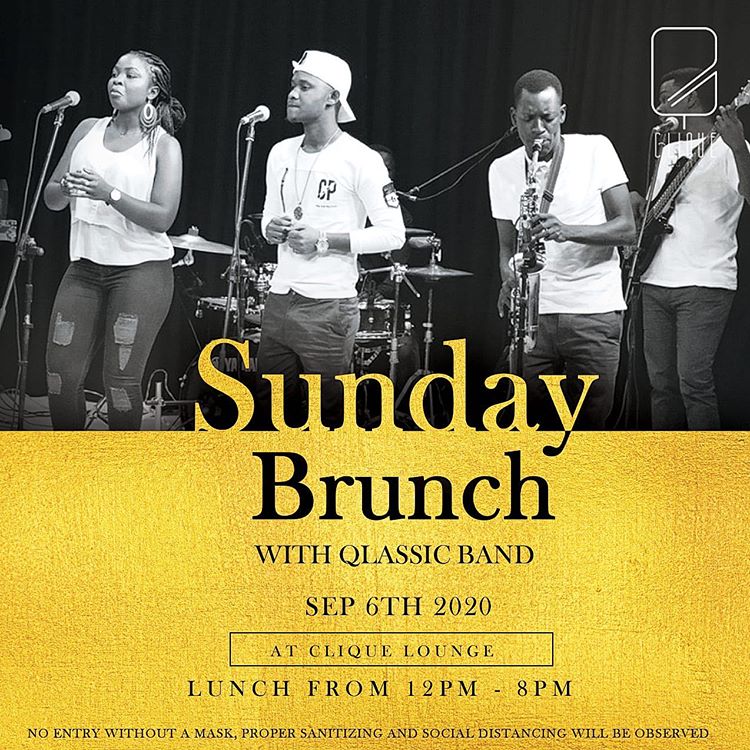 CLIQUE
CP
Sunday
Brunch
WITH QLASSIC BAND
SEP 6TH 2020
AT CLIQUE LOUNGE
LUNCH FROM 12PM - 8PM
NO ENTRY WITHOUT A MASK, PROPER SANITIZING AND SOCIAL DISTANCING WILL BE OBSERVED